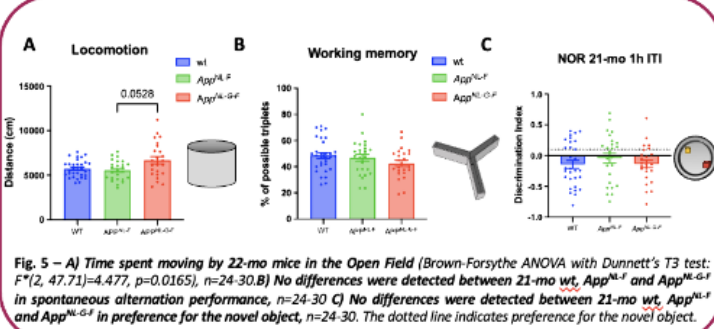 A
Locomotion
wt
App^NL-F
App^NL-G-F
0.0528
15000
10000
5000
0
Distance (cm)
WT
App^NL-F
App^NL-G-F
B
Working memory
wt
App^NL-F
App^NL-G-F
100
80
60
40
20
0
% of possible triplets
WT
App^NL-F
App^NL-G-F
C
NOR 21-mo 1h ITI
1.0
0.5
0.0
-0.5
-1.0
Discrimination Index
WT
App^NL-F
App^NL-G-F
Fig. 5 – A) Time spent moving by 22-mo mice in the Open Field (Brown-Forsythe ANOVA with Dunnett's T3 test:
F*(2, 47.71)=4.477, p=0.0165), n=24-30.B) No differences were detected between 21-mo wt, App^NL-F and App^NL-G-F
in spontaneous alternation performance, n=24-30 C) No differences were detected between 21-mo wt, App^NL-F
and App^NL-G-F in preference for the novel object, n=24-30. The dotted line indicates preference for the novel object.